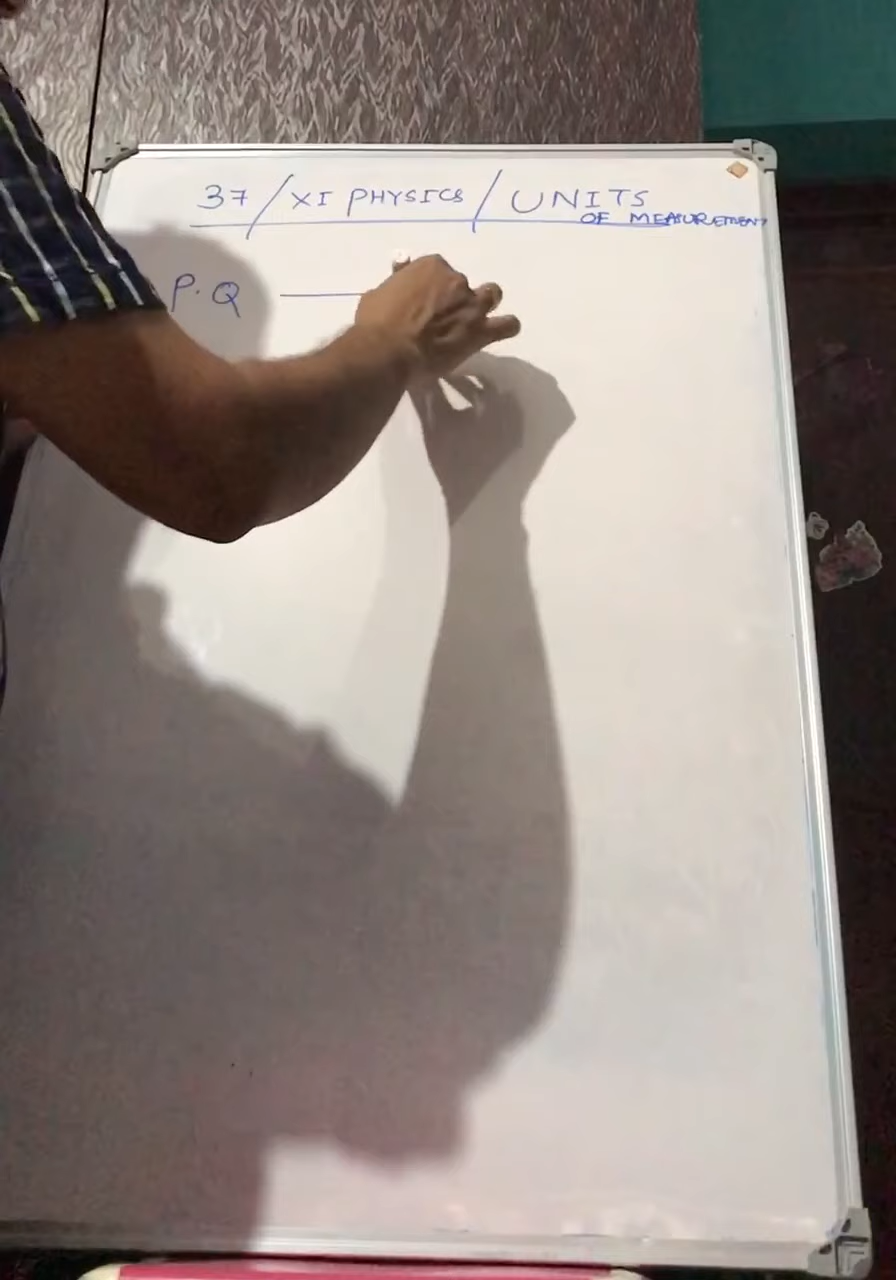 37 / XI PHYSICS / UNITS
OF MEASUREMENT
P.Q